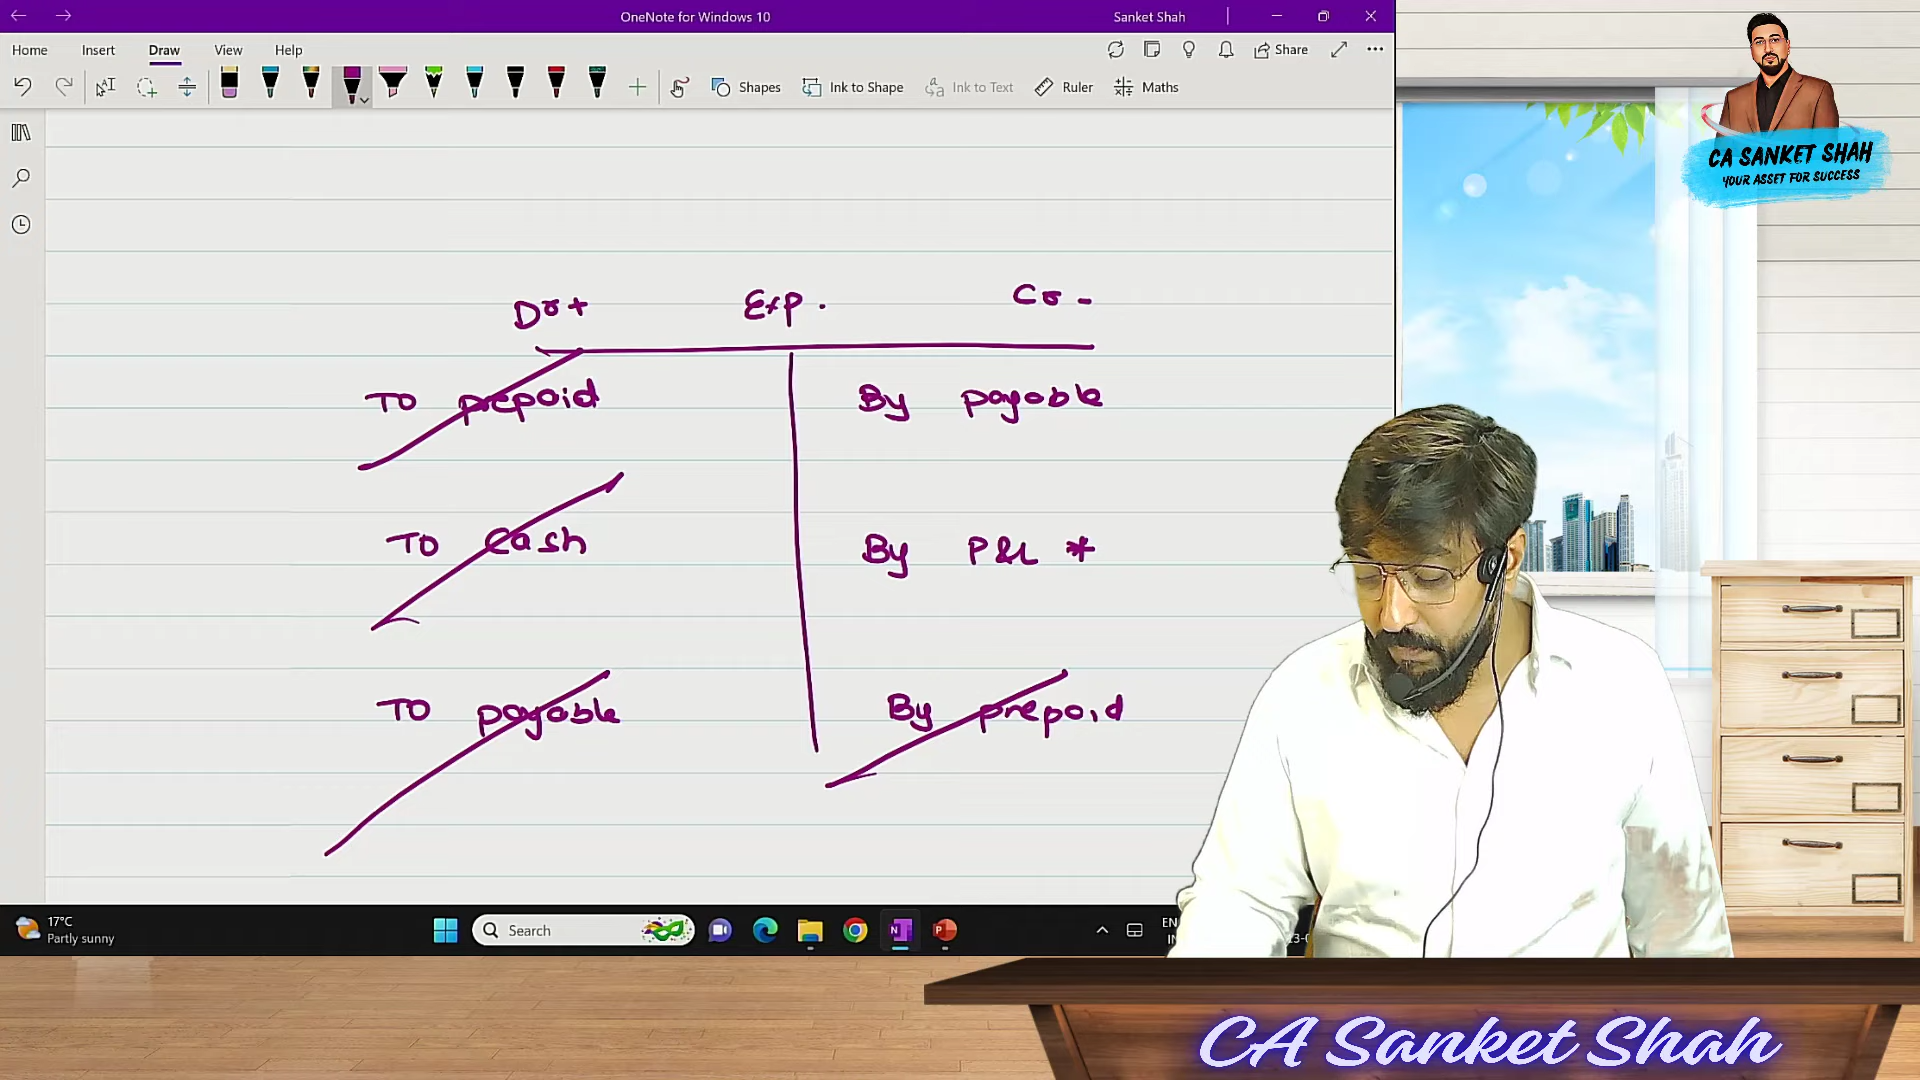 OneNote for Windows 10
Sanket Shah
Home Insert Draw View Help
Share
Shapes Ink to Shape Ink to Text Ruler Maths
CA SANKET SHAH
YOUR ASSET FOR SUCCESS
Dr + Exp. Cr -
To prepaid By payable
To Cash By P&L *
To payable By prepaid
17°C
Partly sunny
Search
EN
IN
CA Sanket Shah